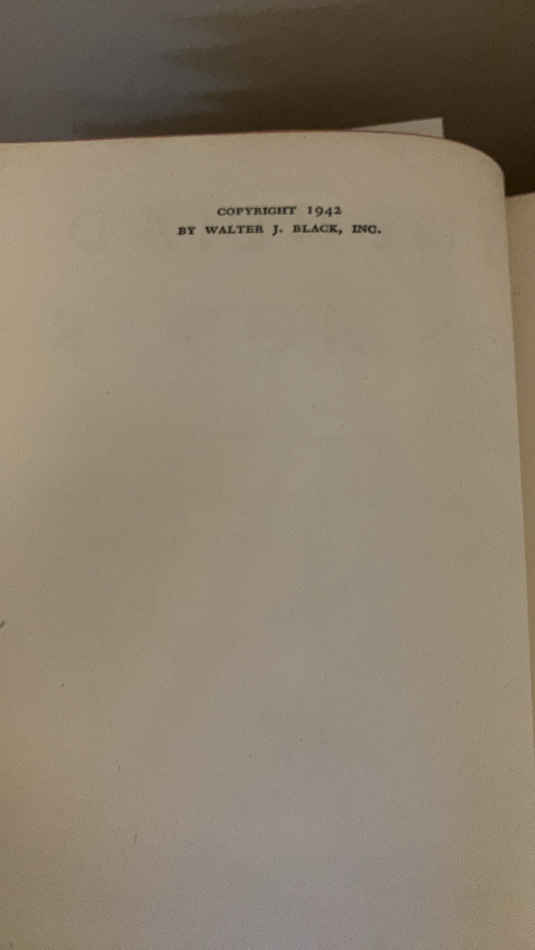 COPYRIGHT 1942
BY WALTER J. BLACK, INC.